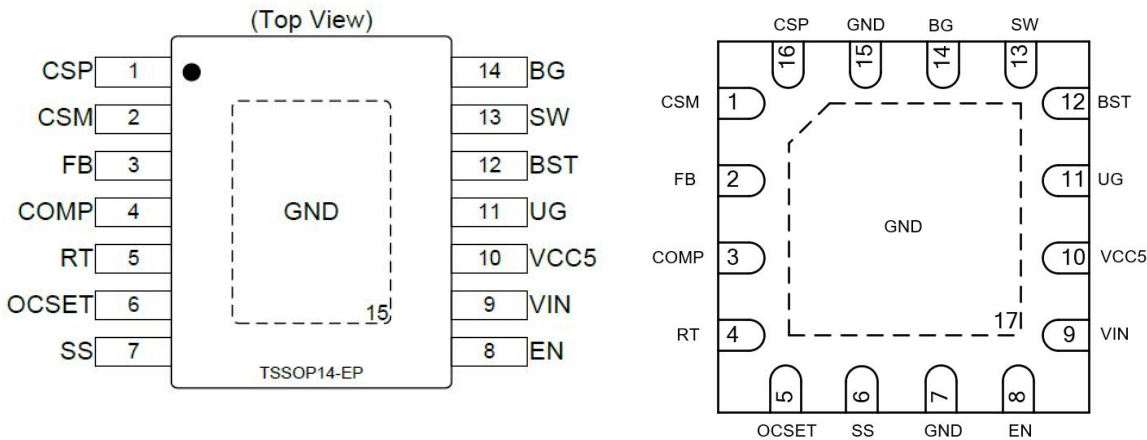 (Top View)
CSP 1 14 BG
CSM 2 13 SW
FB 3 12 BST
COMP 4 GND 11 UG
RT 5 10 VCC5
OCSET 6 15 9 VIN
SS 7 8 EN
TSSOP14-EP
CSP GND BG SW
16 15 14 13
CSM 1 12 BST
FB 2 11 UG
GND
COMP 3 10 VCC5
17
RT 4 9 VIN
5 6 7 8
OCSET SS GND EN